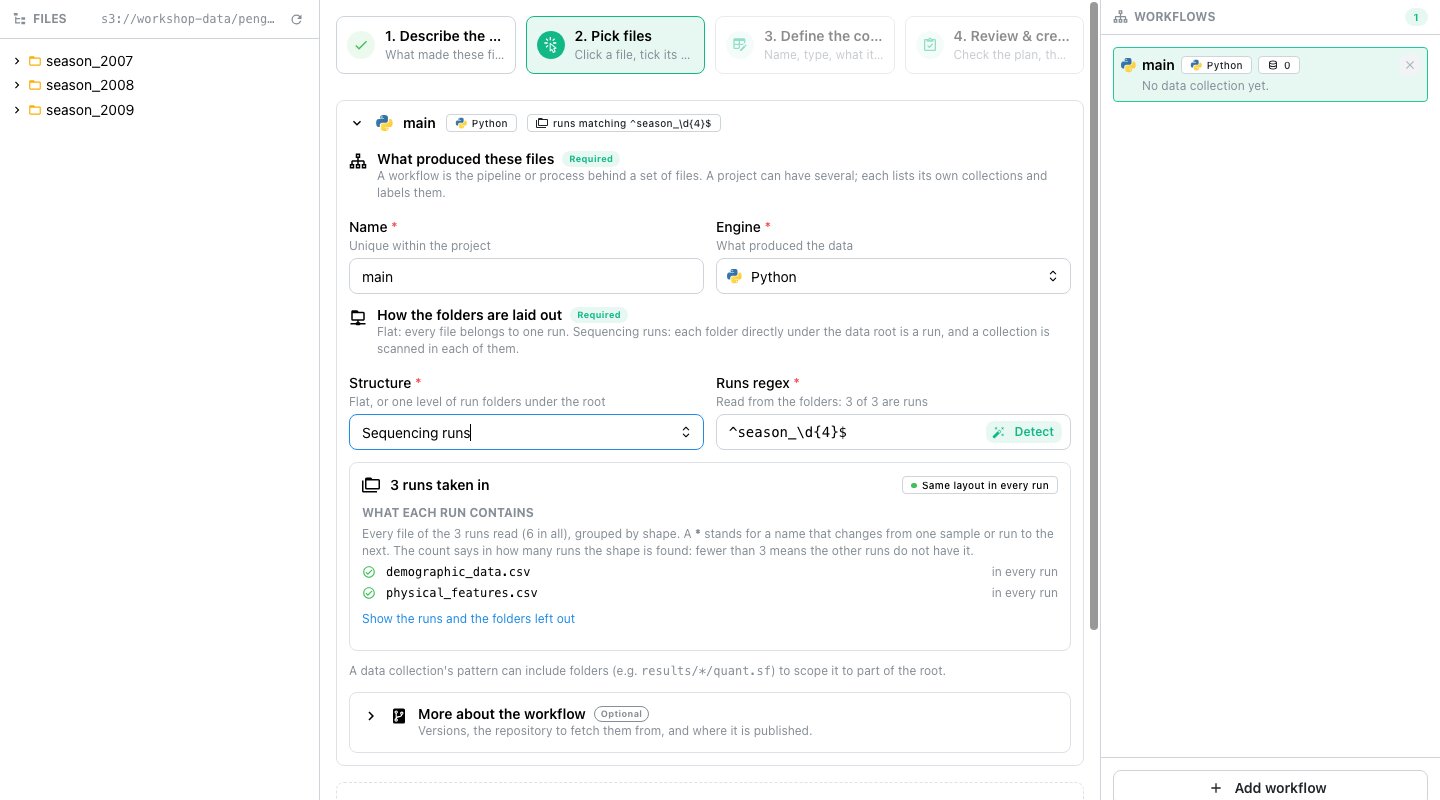 FILES
s3://workshop-data/peng…
season_2007
season_2008
season_2009
1. Describe the ...
What made these fi...
2. Pick files
Click a file, tick its ...
3. Define the co...
Name, type, what it...
4. Review & cre...
Check the plan, th...
main
Python
runs matching ^season_\d{4}$
What produced these files
Required
A workflow is the pipeline or process behind a set of files. A project can have several; each lists its own collections and
labels them.
Name *
Unique within the project
main
Engine *
What produced the data
Python
How the folders are laid out
Required
Flat: every file belongs to one run. Sequencing runs: each folder directly under the data root is a run, and a collection is
scanned in each of them.
Structure *
Flat, or one level of run folders under the root
Sequencing runs
Runs regex *
Read from the folders: 3 of 3 are runs
^season_\d{4}$
Detect
3 runs taken in
Same layout in every run
WHAT EACH RUN CONTAINS
Every file of the 3 runs read (6 in all), grouped by shape. A * stands for a name that changes from one sample or run to the
next. The count says in how many runs the shape is found: fewer than 3 means the other runs do not have it.
demographic_data.csv
in every run
physical_features.csv
in every run
Show the runs and the folders left out
A data collection's pattern can include folders (e.g. results/*/quant.sf) to scope it to part of the root.
More about the workflow
Optional
Versions, the repository to fetch them from, and where it is published.
WORKFLOWS
1
main
Python
0
No data collection yet.
Add workflow